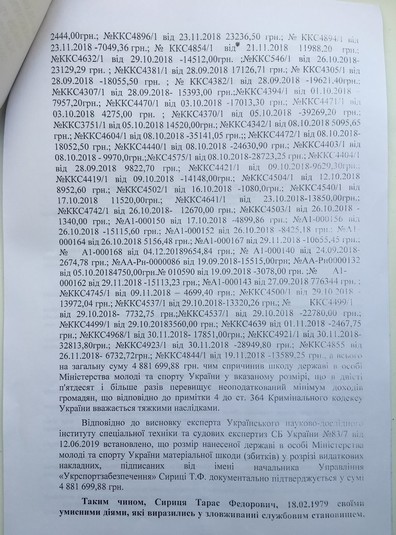 2444,00грн.; №ККС4896/1 від 23.11.2018 23236,50 грн.; № ККС4894/1 від
23.11.2018 -7049,36 грн.; № ККС4854/1 від 21.11.2018 11988,20 грн.;
№ККС4632/1 від 29.10.2018 -14512,00грн. ;№КС546/1 від 26.10.2018-
23129,29 грн. ; №ККС4381/1 від 28.09.2018 17126,71 грн.; № ККС4305/1 від
28.09.2018 -18055,50 грн. ; № ККС4382/1 від 28.09.2018 -19621,40грн.;
№ККС4307/1 від 28.09.2018- 15393,00 грн.;№ККС4394/1 від 01.10.2018 -
7957,20грн.; №ККС4470/1 від 03.10.2018 -17013,30 грн.; №ККС4471/1 від
03.10.2018 4275,00 грн. ; №ККС4370/1 від 05.10.2018 -39269,20 грн.
;№ККС3751/1 від 05.10.2018 14520,00грн.; №ККС4342/1 від 08.10.2018 5095,65
грн.; №ККС4604/1 від 08.10.2018-35141,05 грн.; №ККС4472/1 від 08.10.2018-
18052,50 грн.; №ККС4440/1 від 08.10.2018 -24630,90 грн.; №ККС4403/1 від
08.10.2018 - 9970,0грн.;№КС4575/1 від 08.10.2018-28723,25 грн.; №ККС4404/1
від 28.09.2018 9822,70 грн.; №ККС4421/1 від 09.10.2018-9629,30грн.;
№ККС4419/1 від 09.10.2018 -14148,00грн.; №ККС4504/1 від 12.10.2018
8952,60 грн.; №ККС4502/1 від 16.10.2018 -1080,0грн.; №ККС4540/1 від
17.10.2018 11520,00грн.; №ККС4641/1 від 23.10.2018-13850,00грн.;
№ККС4742/1 від 26.10.2018- 12670,00 грн.; №ККС4503/1 від 26.10.2018 -
1340,00 грн.; №А1-000150 від 17.10.2018 -4899,86 грн.; №А1-000156 від
26.10.2018 -15115,60 грн.; №А1-000152 від 26.10.2018 -8425,18 грн.; №А1-
000164 від 26.10.2018 5156,48 грн.; №А1-000167 від 29.11.2018 -10655,45грн.;
№ А1-000168 від 04.12.20189654,84 грн.; № А1-000140 від 24.09.2018-
2674,78 грн.; №АА-Рн-0000086 від 19.09.2018-15515,00грн; №АА-Рн0000132
від 05.10.20184750,00грн.№ 010590 від 19.09.2018 -3078,00 грн. ;№ А1-
000162 від 29.11.2018 -15113,23 грн.; №А1-000143 від 27.09.2018 776344 грн. ;
№ККС4745/1 від 09.11.2018 - 4699,40 грн.; №ККС4500/1 від 29.10.2018 -
13972,04 грн.; №ККС4537/1 від 29.10.2018-13320,26 грн.; № ККС4499/1
від 29.10.2018- 7732,75 грн.;№ККС4537/1 від 29.10.2018 -22780,00 грн.;
№ККС4499/1 від 29.10.20183560,00 грн.; №ККС4639 від 01.11.2018 -2467,75
грн.; №ККС4968/1 від 30.11.2018- 17851,00грн.; №ККС4921/1 від 30.11.2018-
32813,80грн.; №ККС4923/1 від 30.11.2018 -28949,80 грн.; №ККС4855 від
26.11.2018- 6732,72грн.; №ККС4844/1 від 19.11.2018 -13589,25 грн., а всього
на загальну суму 4 881 699,88 грн, чим спричинив шкоду державі в особі
Міністерства молоді та спорту України у вказаному розмірі, що в двісті
п'ятдесят і більше разів перевищує неоподатковуваний мінімум доходів
громадян, що відповідно до примітки 4 до ст. 364 Кримінального кодексу
України вважається тяжкими наслідками.
Відповідно до висновку експерта Українського науково-дослідного
інституту спеціальної техніки та судових експертиз СБ України №83/7 від
12.06.2019 встановлено, що розмір нанесеної державі в особі Міністерства
молоді та спорту України матеріальної шкоди (збитків) у розрізі видаткових
накладних, підписаних від імені начальника Управління
«Укрспортзабезпечення» Сириці Т.Ф. документально підтверджується у сумі
4 881 699,88 грн.
Таким чином, Сириця Тарас Федорович, 18.02.1979 своїми
умисними діями, які виразились у зловживанні службовим становищем,